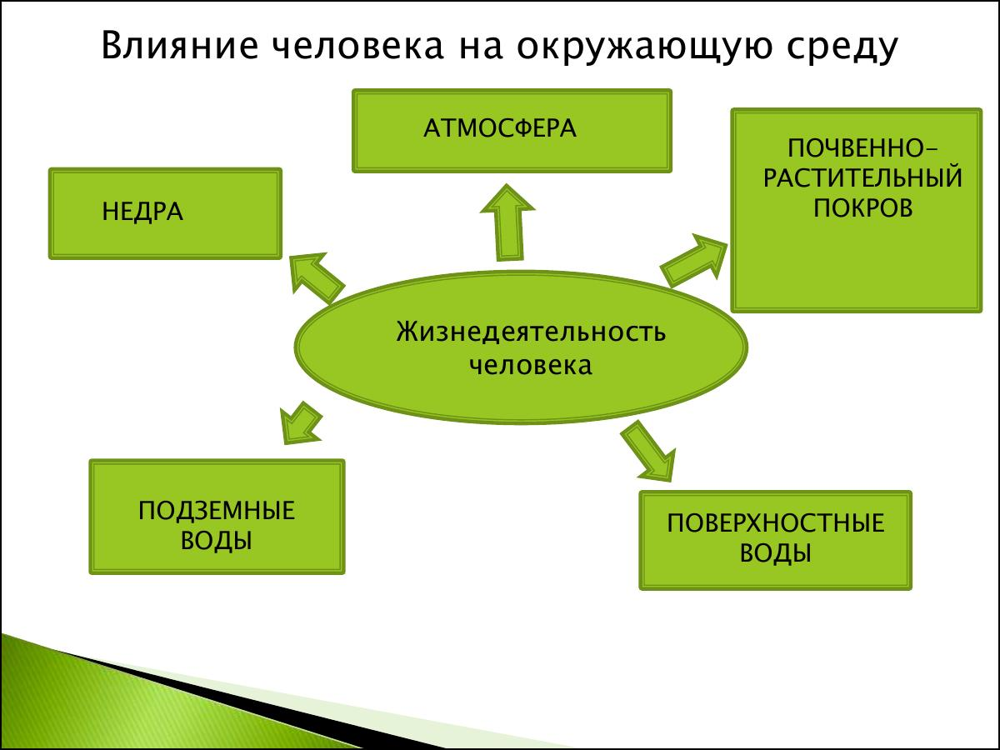 Влияние человека на окружающую среду
АТМОСФЕРА
ПОЧВЕННО-
РАСТИТЕЛЬНЫЙ
ПОКРОВ
НЕДРА
Жизнедеятельность
человека
ПОДЗЕМНЫЕ
ВОДЫ
ПОВЕРХНОСТНЫЕ
ВОДЫ